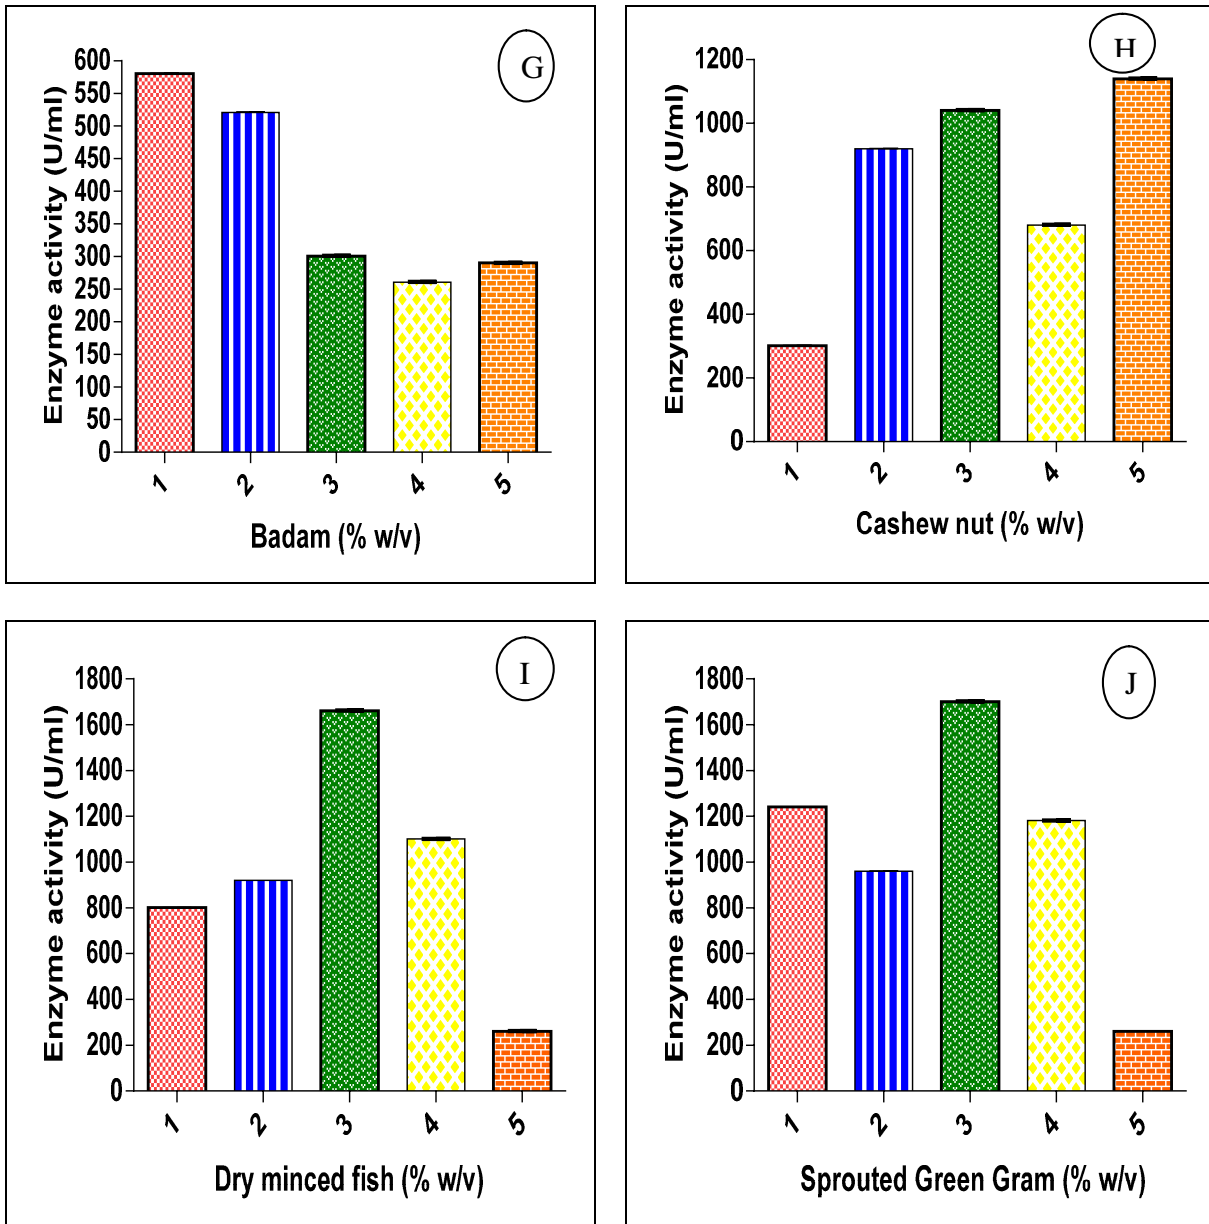 G
Enzyme activity (U/ml)
600
550
500
450
400
350
300
250
200
150
100
50
0
1 2 3 4 5
Badam (% w/v)
H
Enzyme activity (U/ml)
1200
1000
800
600
400
200
0
1 2 3 4 5
Cashew nut (% w/v)
I
Enzyme activity (U/ml)
1800
1600
1400
1200
1000
800
600
400
200
0
1 2 3 4 5
Dry minced fish (% w/v)
J
Enzyme activity (U/ml)
1800
1600
1400
1200
1000
800
600
400
200
0
1 2 3 4 5
Sprouted Green Gram (% w/v)